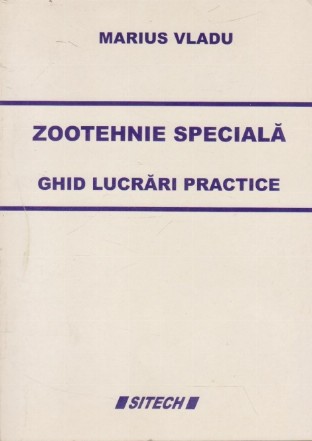 MARIUS VLADU
ZOOTEHNIE SPECIALĂ
GHID LUCRĂRI PRACTICE
SITECH